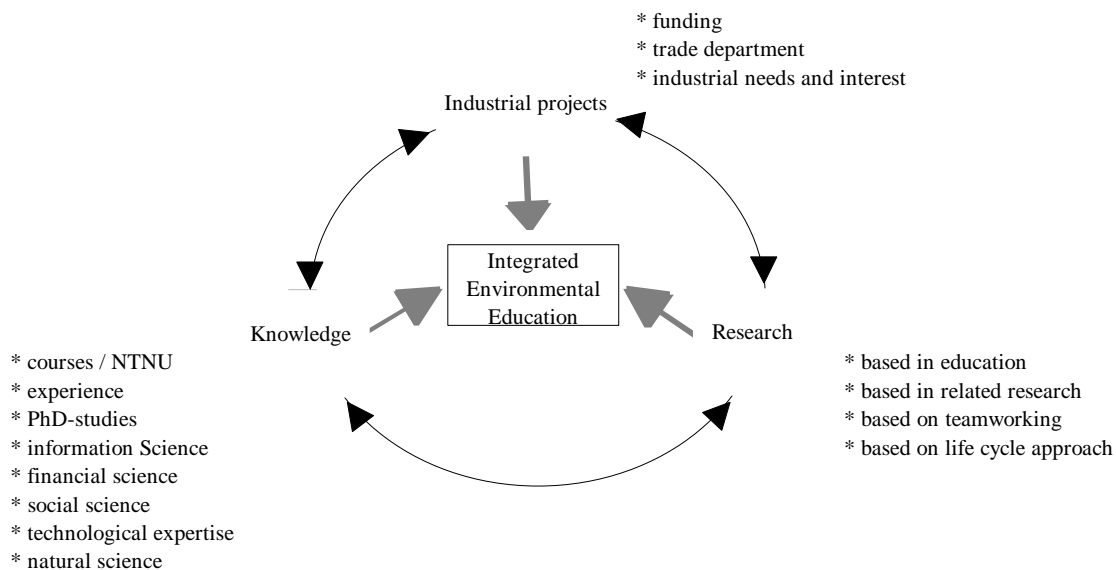 * funding
* trade department
* industrial needs and interest
Industrial projects
Integrated
Environmental
Education
Knowledge
Research
* courses / NTNU
* experience
* PhD-studies
* information Science
* financial science
* social science
* technological expertise
* natural science
* based in education
* based in related research
* based on teamworking
* based on life cycle approach